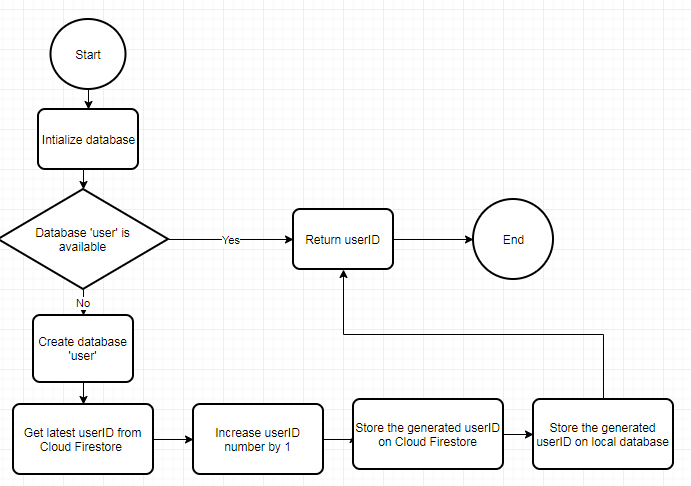 Start
Intialize database
Database 'user' is
available
Yes
Return userID
End
No
Create database
'user'
Get latest userID from
Cloud Firestore
Increase userID
number by 1
Store the generated userID
on Cloud Firestore
Store the generated
userID on local database